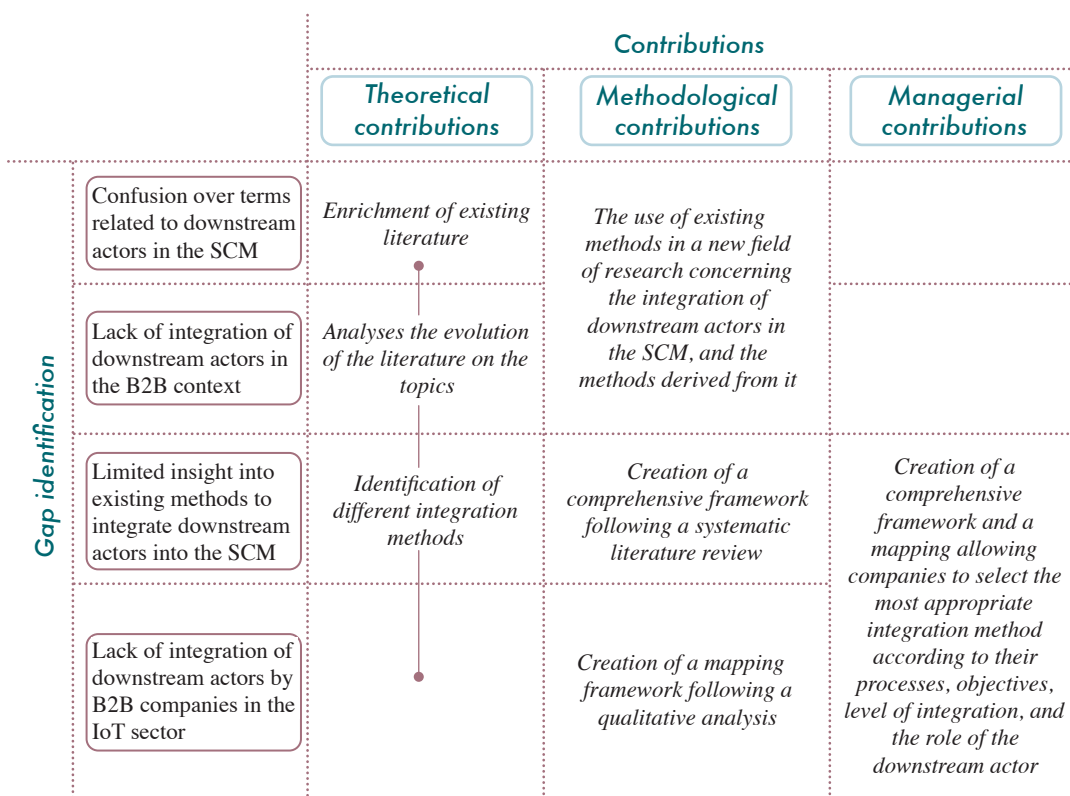 Contributions
Theoretical
contributions
Methodological
contributions
Managerial
contributions
Gap identification
Confusion over terms
related to downstream
actors in the SCM
Enrichment of existing
literature
The use of existing
methods in a new field
of research concerning
the integration of
downstream actors in
the SCM, and the
methods derived from it
Lack of integration of
downstream actors in
the B2B context
Analyses the evolution
of the literature on the
topics
Limited insight into
existing methods to
integrate downstream
actors into the SCM
Identification of
different integration
methods
Creation of a
comprehensive framework
following a systematic
literature review
Creation of a
comprehensive
framework and a
mapping allowing
companies to select the
most appropriate
integration method
according to their
processes, objectives,
level of integration, and
the role of the
downstream actor
Lack of integration of
downstream actors by
B2B companies in the
IoT sector
Creation of a mapping
framework following a
qualitative analysis